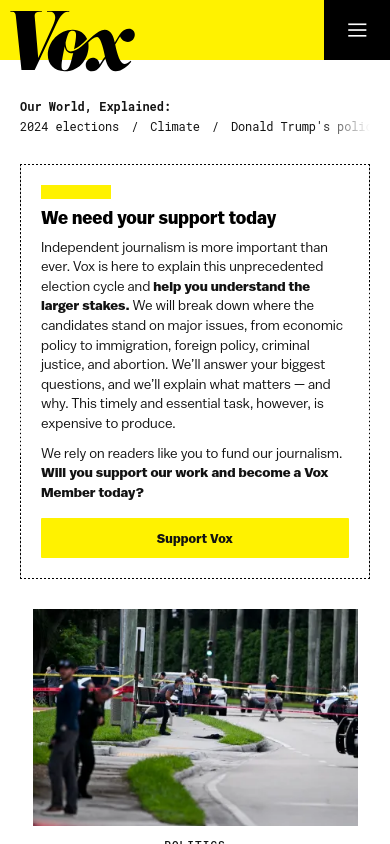 Vox
Our World, Explained:
2024 elections / Climate / Donald Trump's poli
We need your support today
Independent journalism is more important than
ever. Vox is here to explain this unprecedented
election cycle and help you understand the
larger stakes. We will break down where the
candidates stand on major issues, from economic
policy to immigration, foreign policy, criminal
justice, and abortion. We’ll answer your biggest
questions, and we’ll explain what matters — and
why. This timely and essential task, however, is
expensive to produce.
We rely on readers like you to fund our journalism.
Will you support our work and become a Vox
Member today?
Support Vox
POLITICS